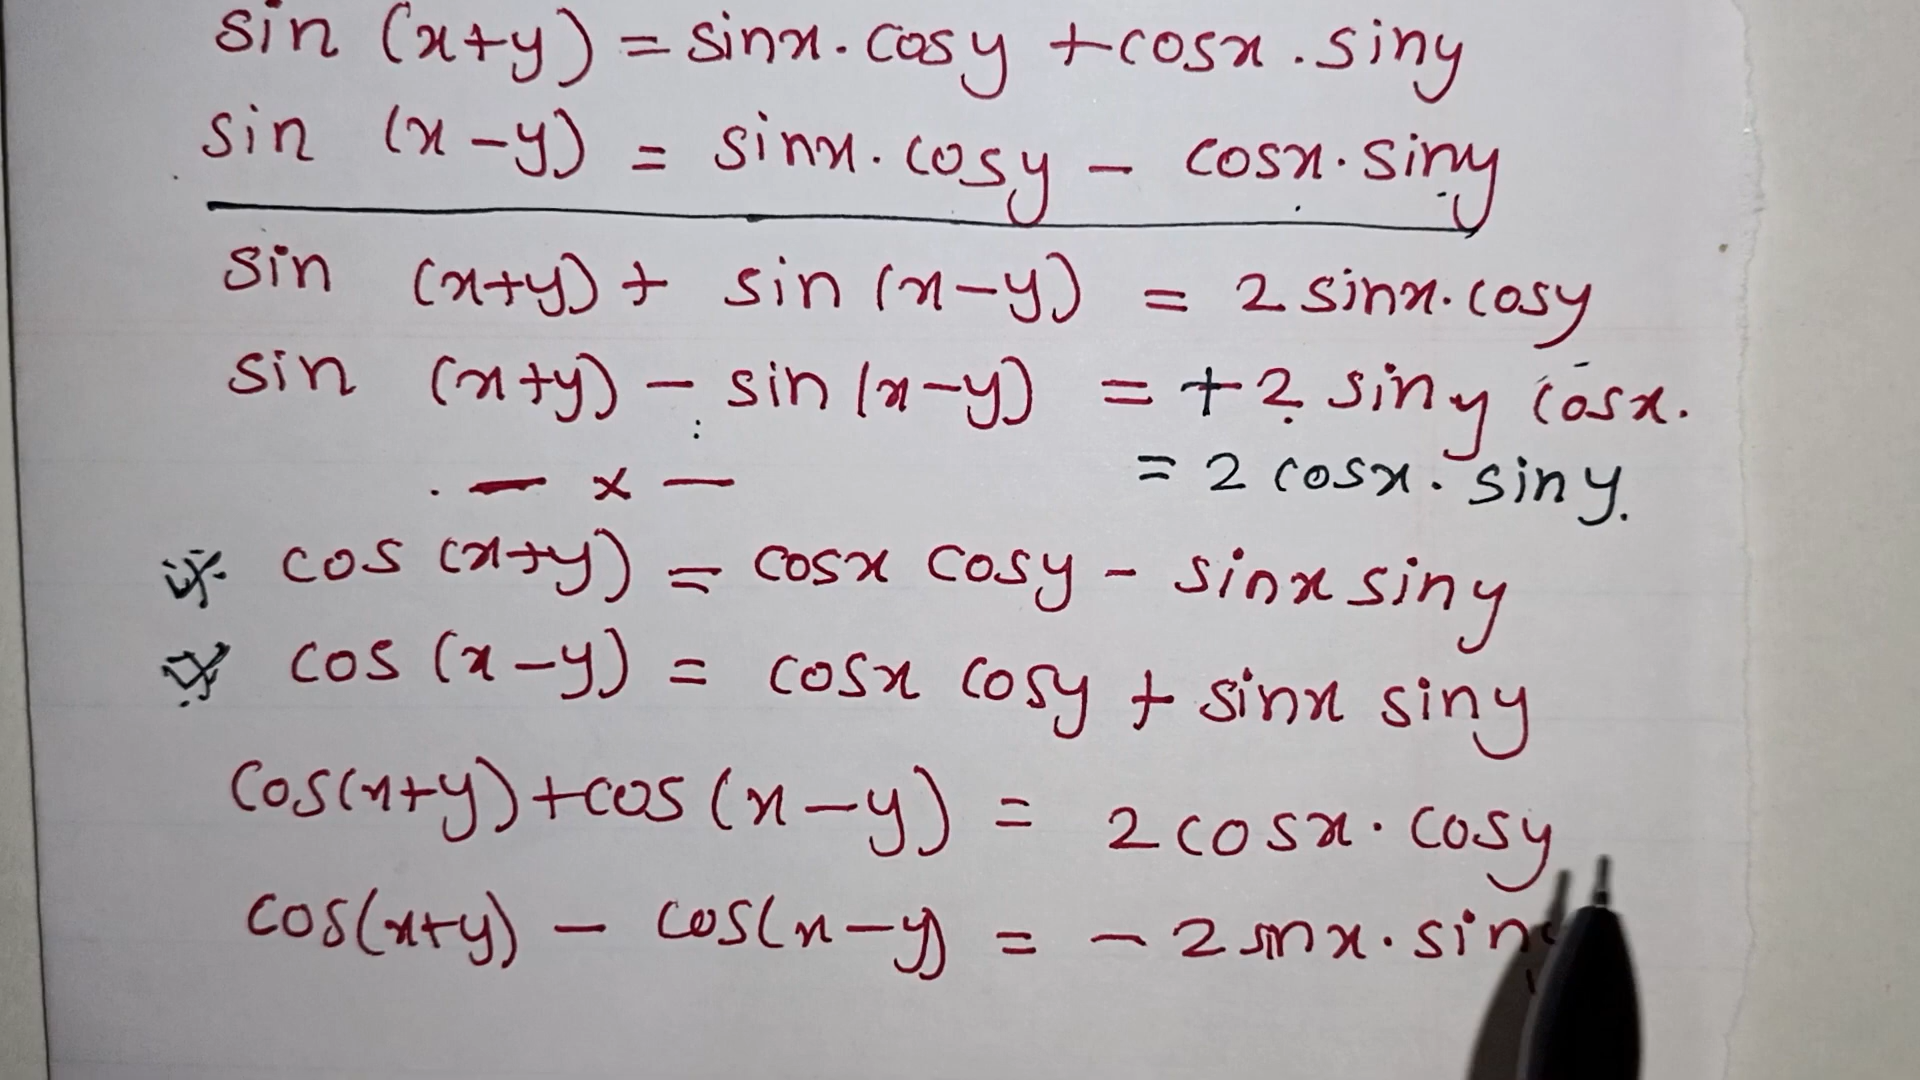 sin (x+y) = sinx. cosy + cosx . siny
sin (x-y) = sinx. cosy - cosx. siny
sin (x+y) + sin (x-y) = 2 sinx. cosy
sin (x+y) - sin (x-y) = +2 siny cosx.
= 2 cosx. siny.
- x -
cos (x+y) = cosx cosy - sinx siny
cos (x-y) = cosx cosy + sinx siny
cos(x+y) + cos (x-y) = 2 cosx. cosy
cos(x+y) - cos(x-y) = - 2 sinx.